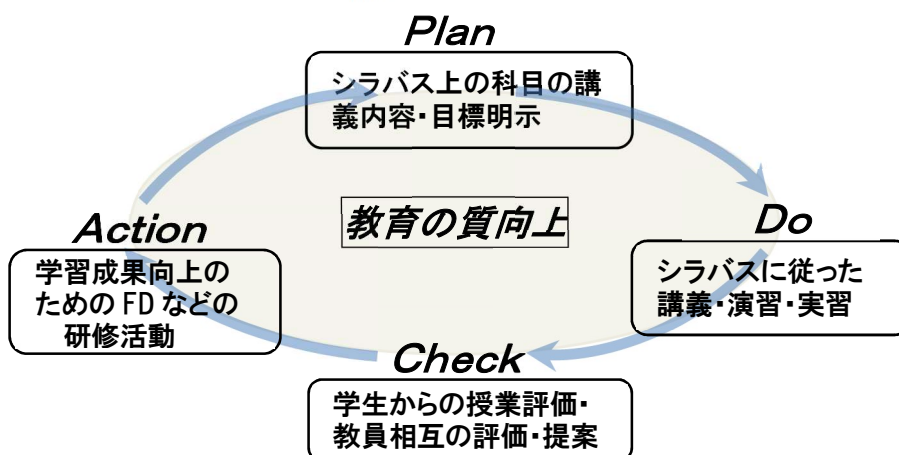 Plan
シラバス上の科目の講
義内容・目標明示
教育の質向上
Action
学習成果向上の
ためのFDなどの
研修活動
Do
シラバスに従った
講義・演習・実習
Check
学生からの授業評価・
教員相互の評価・提案